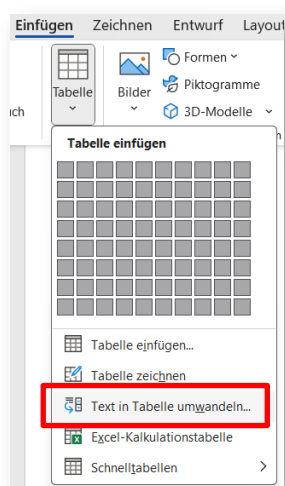 Einfügen Zeichnen Entwurf Layout
Tabelle
Bilder
Formen
Piktogramme
3D-Modelle
uch
n
Tabelle einfügen
Tabelle einfügen...
Tabelle zeichnen
Text in Tabelle umwandeln...
Excel-Kalkulationstabelle
Schnelltabellen